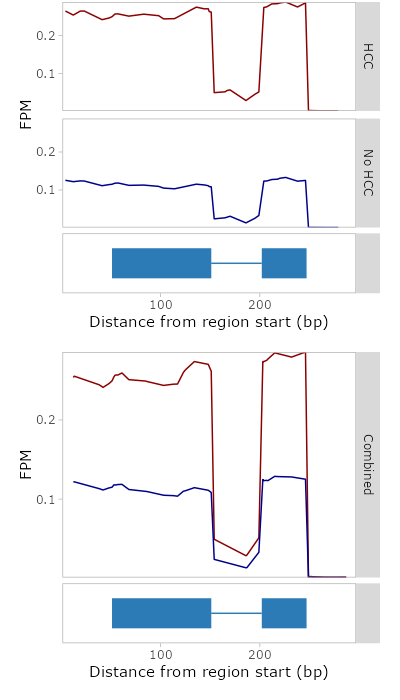 0.2
0.1
HCC
FPM
0.2
0.1
No HCC
100 200
Distance from region start (bp)
0.2
0.1
FPM
Combined
100 200
Distance from region start (bp)